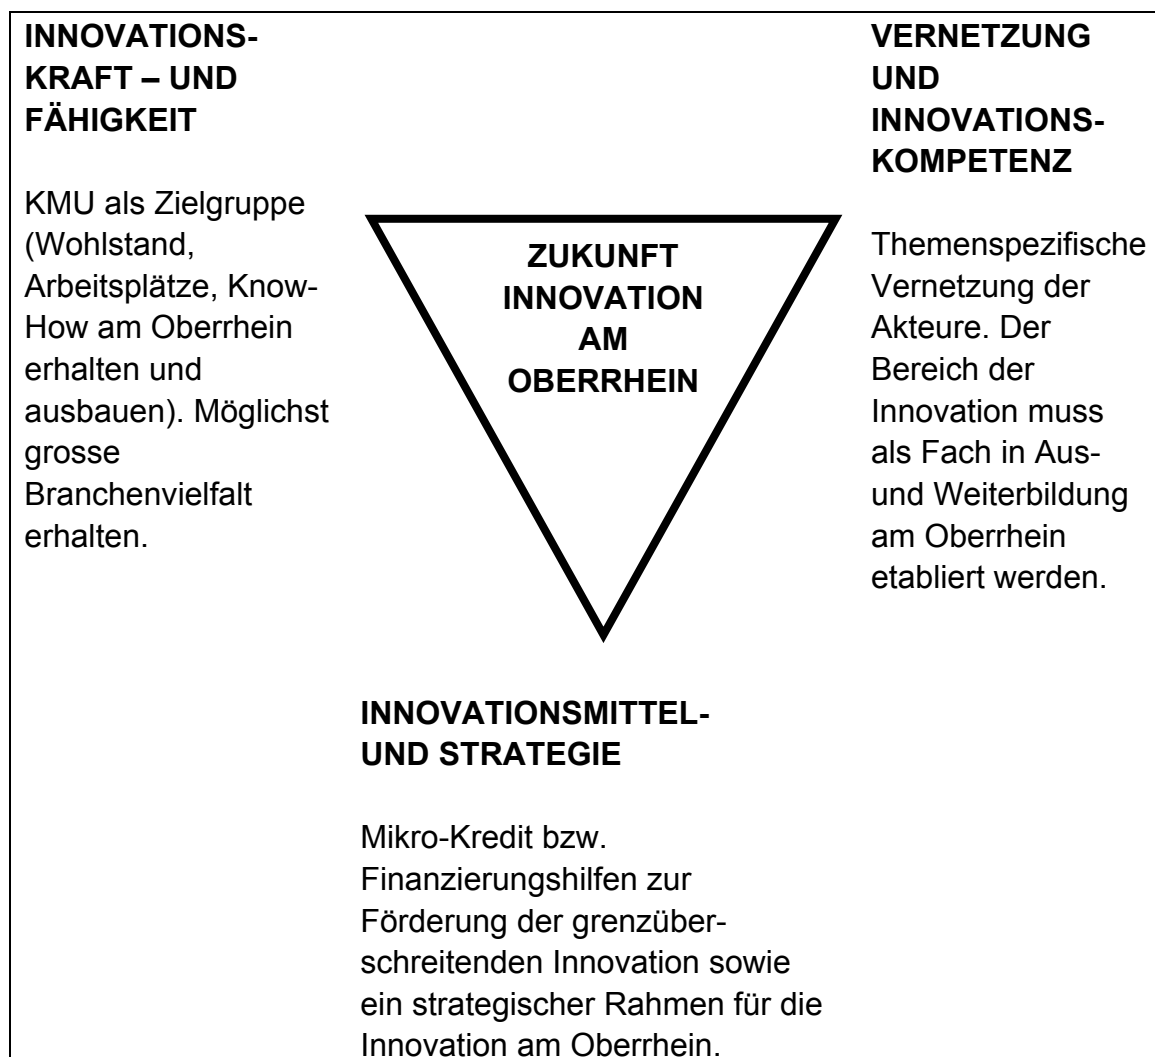 INNOVATIONS-
KRAFT – UND
FÄHIGKEIT
KMU als Zielgruppe
(Wohlstand,
Arbeitsplätze, Know-
How am Oberrhein
erhalten und
ausbauen). Möglichst
grosse
Branchenvielfalt
erhalten.
ZUKUNFT
INNOVATION
AM
OBERRHEIN
VERNETZUNG
UND
INNOVATIONS-
KOMPETENZ
Themenspezifische
Vernetzung der
Akteure. Der
Bereich der
Innovation muss
als Fach in Aus-
und Weiterbildung
am Oberrhein
etabliert werden.
INNOVATIONSMITTEL-
UND STRATEGIE
Mikro-Kredit bzw.
Finanzierungshilfen zur
Förderung der grenzüber-
schreitenden Innovation sowie
ein strategischer Rahmen für die
Innovation am Oberrhein.